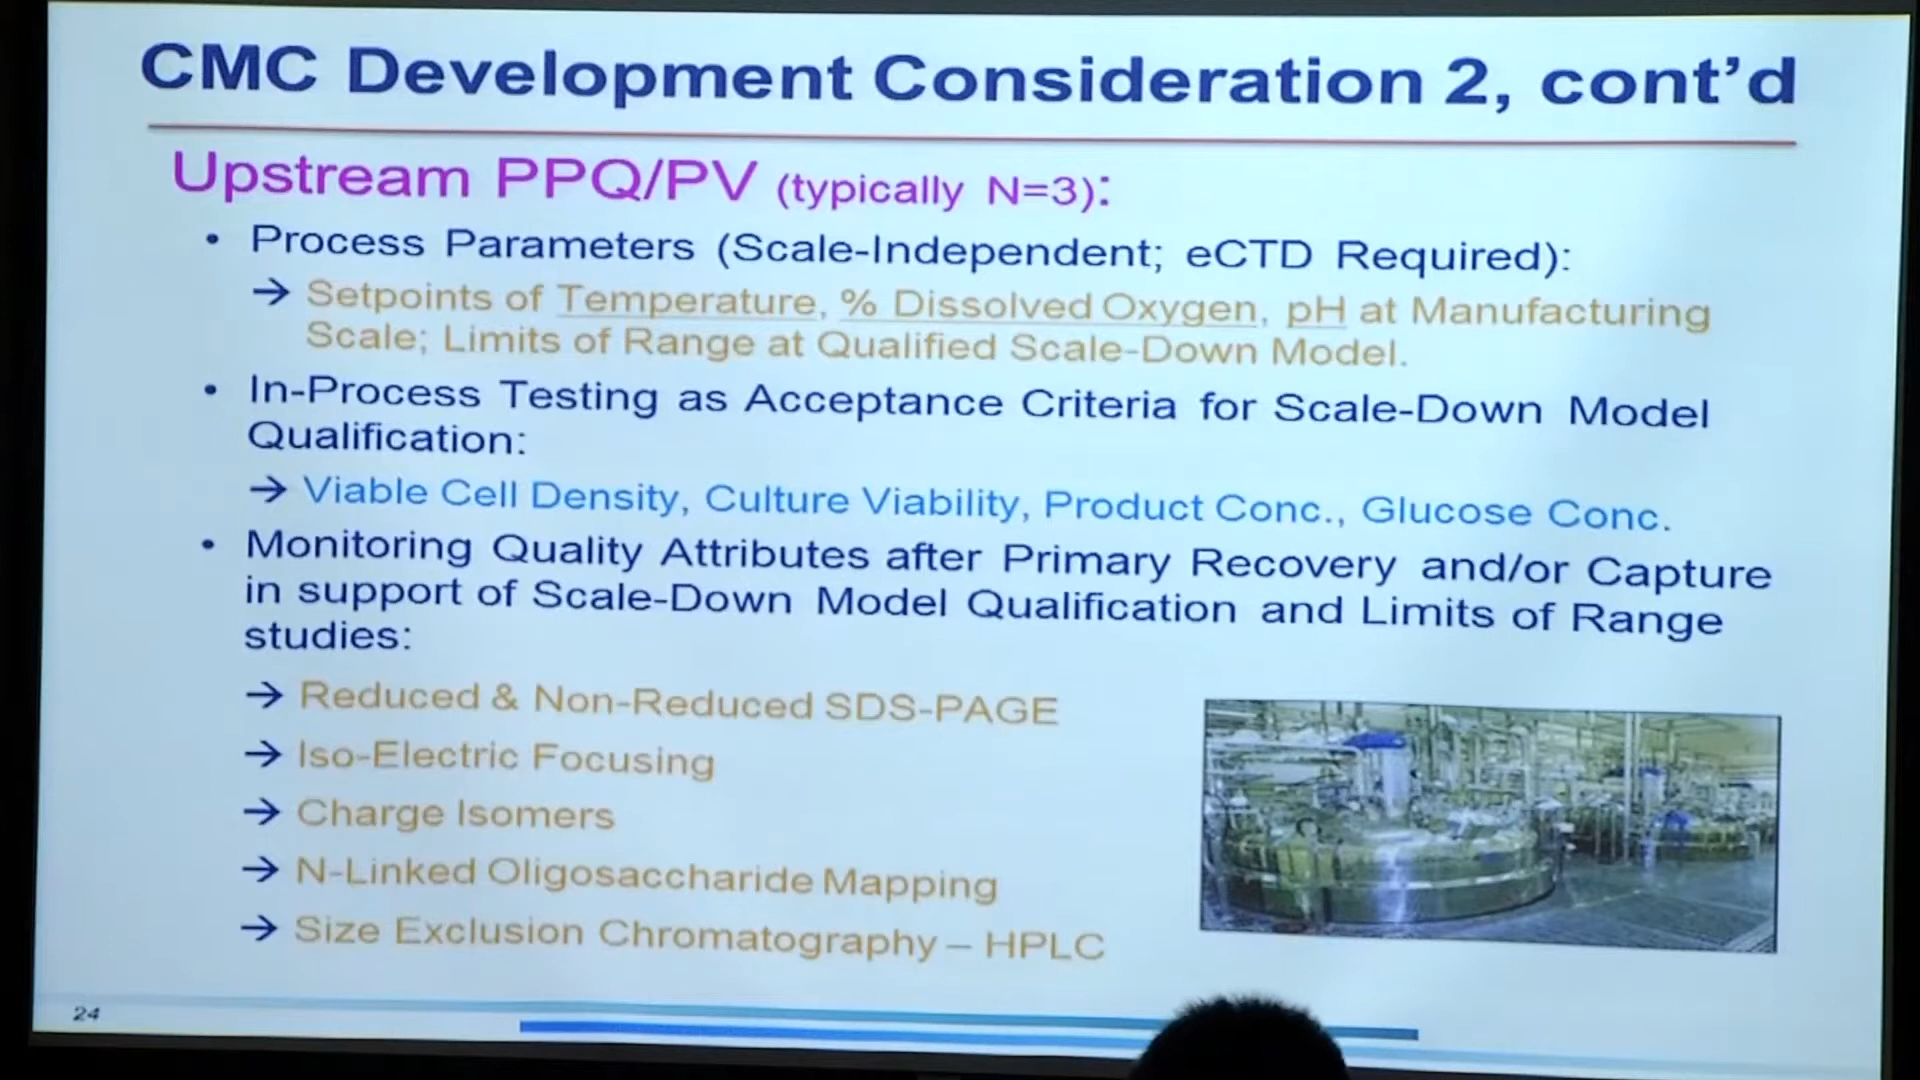 CMC Development Consideration 2, cont’d
Upstream PPQ/PV (typically N=3):
• Process Parameters (Scale-Independent; eCTD Required):
→ Setpoints of Temperature, % Dissolved Oxygen, pH at Manufacturing
Scale; Limits of Range at Qualified Scale-Down Model.
• In-Process Testing as Acceptance Criteria for Scale-Down Model
Qualification:
→ Viable Cell Density, Culture Viability, Product Conc., Glucose Conc.
• Monitoring Quality Attributes after Primary Recovery and/or Capture
in support of Scale-Down Model Qualification and Limits of Range
studies:
→ Reduced & Non-Reduced SDS-PAGE
→ Iso-Electric Focusing
→ Charge Isomers
→ N-Linked Oligosaccharide Mapping
→ Size Exclusion Chromatography – HPLC
24